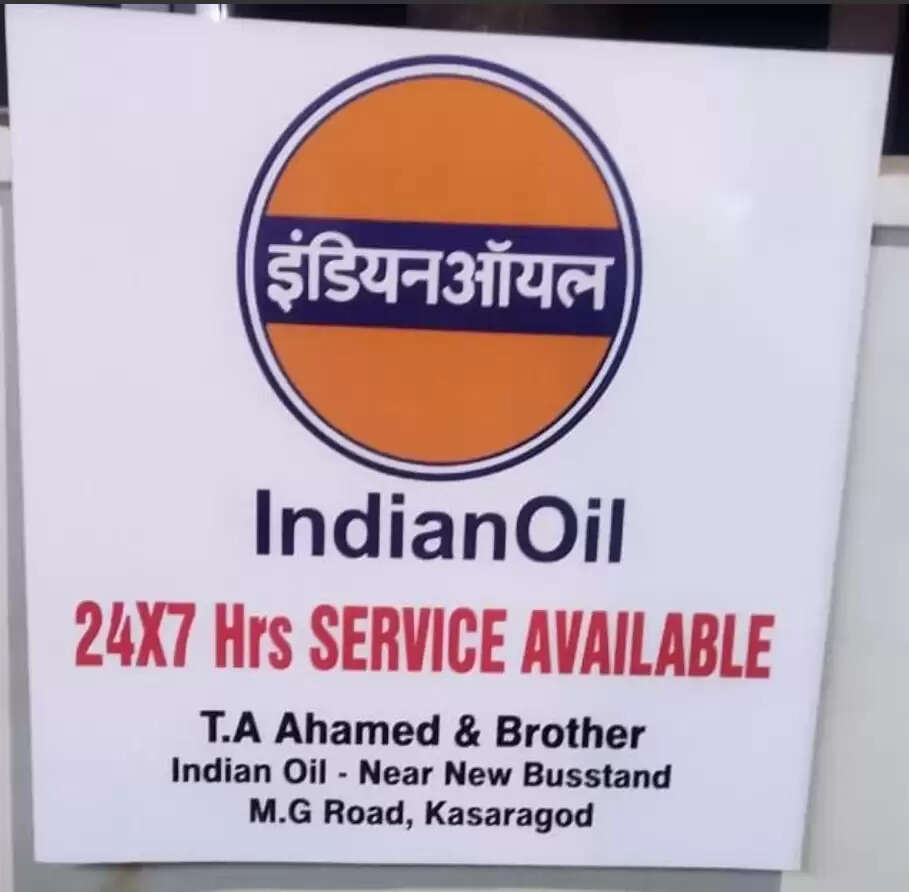 इंडियनऑयल
IndianOil
24X7 Hrs SERVICE AVAILABLE
T.A Ahamed & Brother
Indian Oil - Near New Busstand
M.G Road, Kasaragod